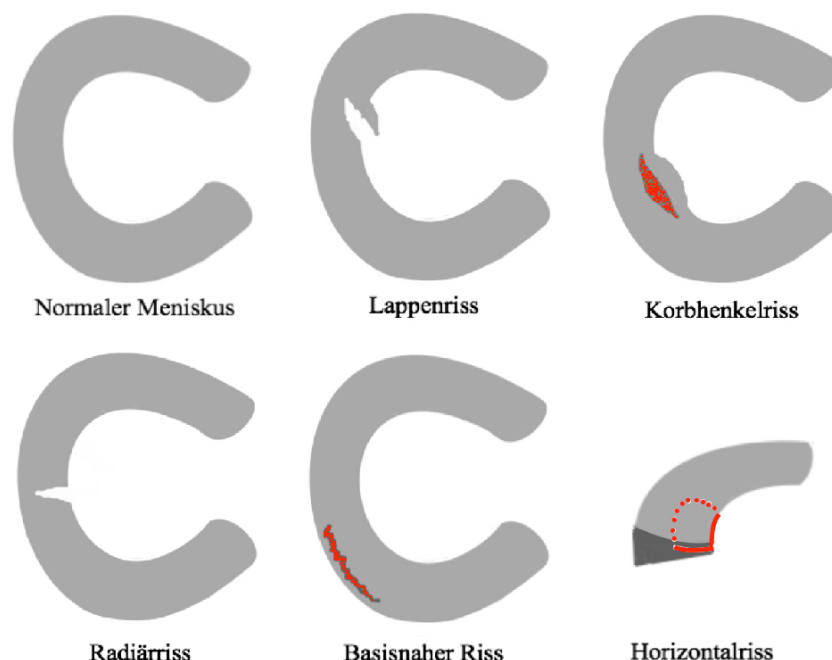 Normaler Meniskus
Lappenriss
Korbhenkelriss
Radiärriss
Basisnaher Riss
Horizontalriss